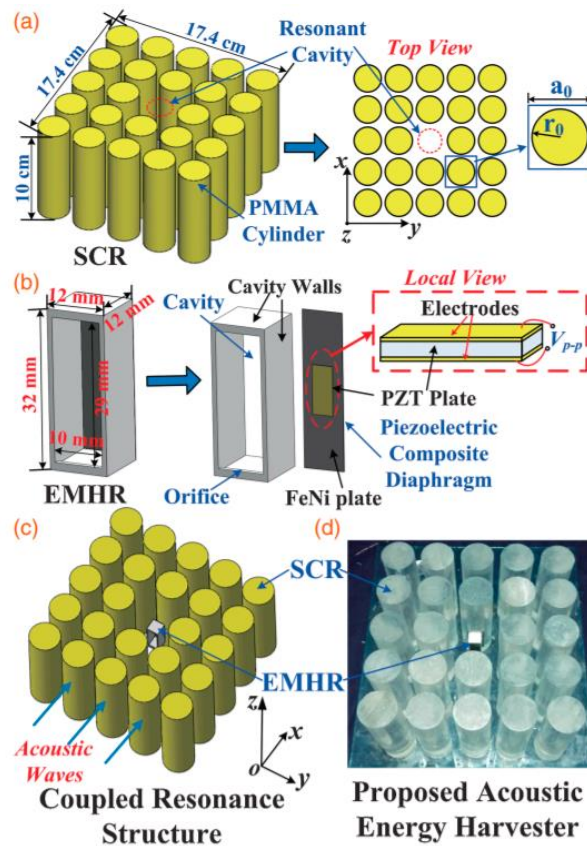 (a)
17.4 cm
17.4 cm
10 cm
Resonant
Cavity
PMMA
Cylinder
SCR
Top View
a₀
r₀
x
z
y
(b)
12 mm
12 mm
32 mm
29 mm
10 mm
EMHR
Cavity
Cavity Walls
Orifice
FeNi plate
Local View
Electrodes
Vp-p
PZT Plate
Piezoelectric
Composite
Diaphragm
(c)
SCR
EMHR
Acoustic
Waves
z
x
o
y
Coupled Resonance
Structure
(d)
Proposed Acoustic
Energy Harvester